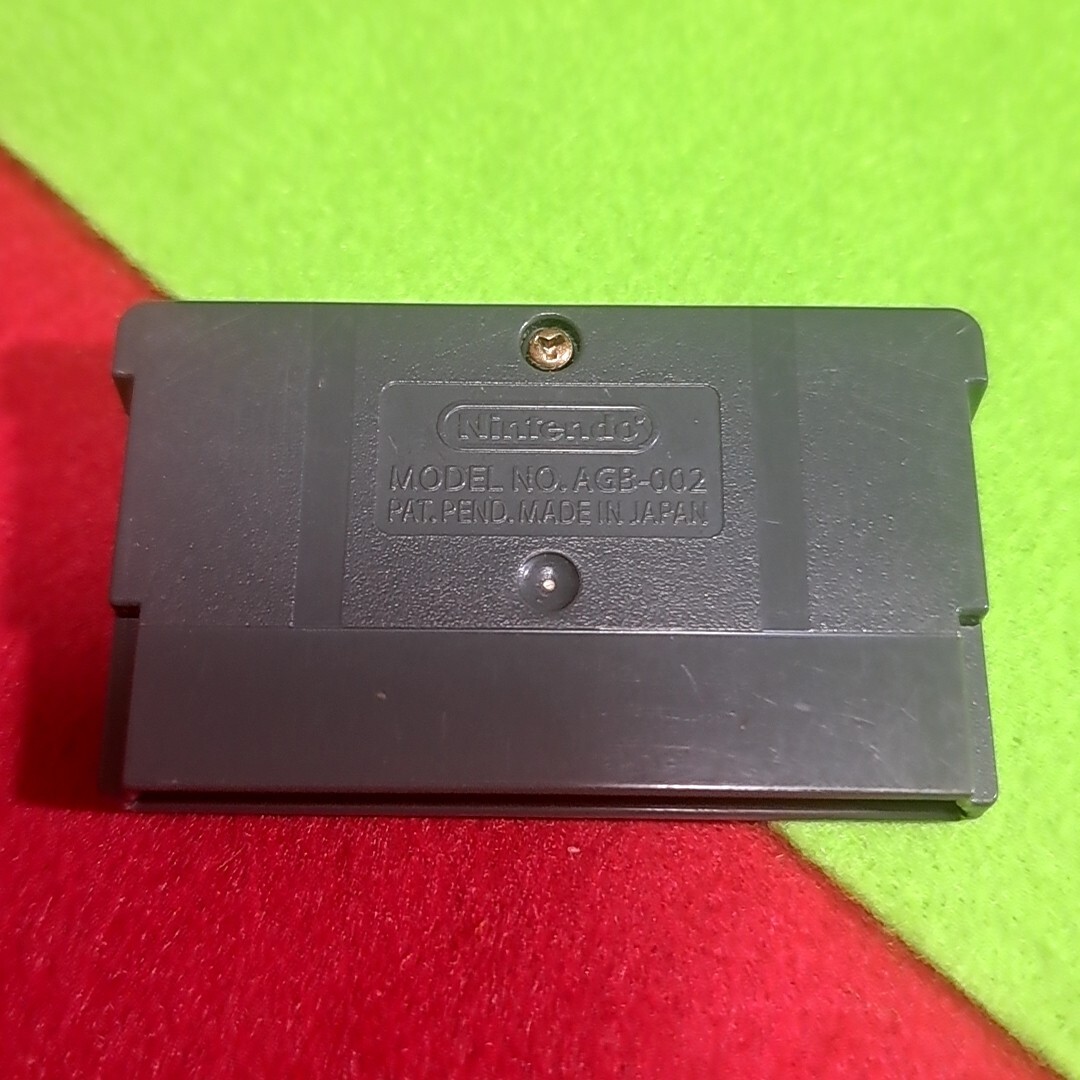 Nintendo®
MODEL NO. AGB-002
PAT. PEND. MADE IN JAPAN